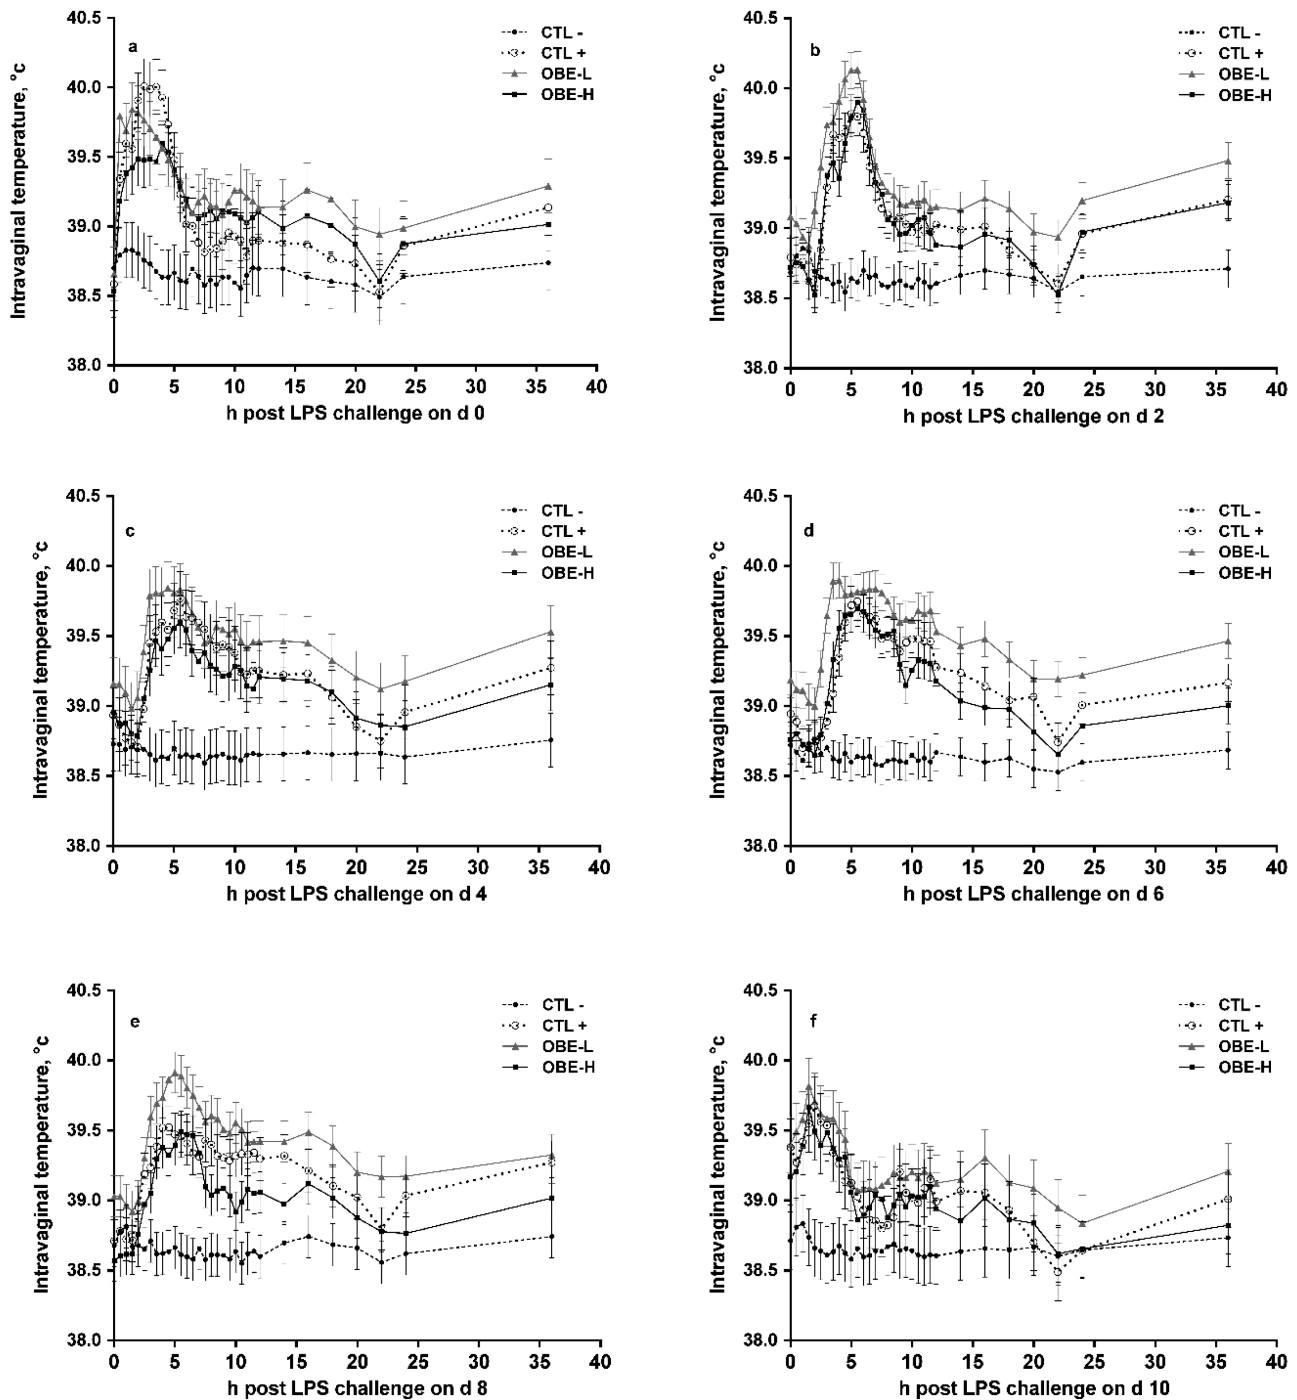 a
Intravaginal temperature, °c
40.5
40.0
39.5
39.0
38.5
38.0
0 5 10 15 20 25 30 35 40
h post LPS challenge on d 0
CTL -
CTL +
OBE-L
OBE-H
b
Intravaginal temperature, °c
40.5
40.0
39.5
39.0
38.5
38.0
0 5 10 15 20 25 30 35 40
h post LPS challenge on d 2
CTL -
CTL +
OBE-L
OBE-H
c
Intravaginal temperature, °c
40.5
40.0
39.5
39.0
38.5
38.0
0 5 10 15 20 25 30 35 40
h post LPS challenge on d 4
CTL -
CTL +
OBE-L
OBE-H
d
Intravaginal temperature, °c
40.5
40.0
39.5
39.0
38.5
38.0
0 5 10 15 20 25 30 35 40
h post LPS challenge on d 6
CTL -
CTL +
OBE-L
OBE-H
e
Intravaginal temperature, °c
40.5
40.0
39.5
39.0
38.5
38.0
0 5 10 15 20 25 30 35 40
h post LPS challenge on d 8
CTL -
CTL +
OBE-L
OBE-H
f
Intravaginal temperature, °c
40.5
40.0
39.5
39.0
38.5
38.0
0 5 10 15 20 25 30 35 40
h post LPS challenge on d 10
CTL -
CTL +
OBE-L
OBE-H